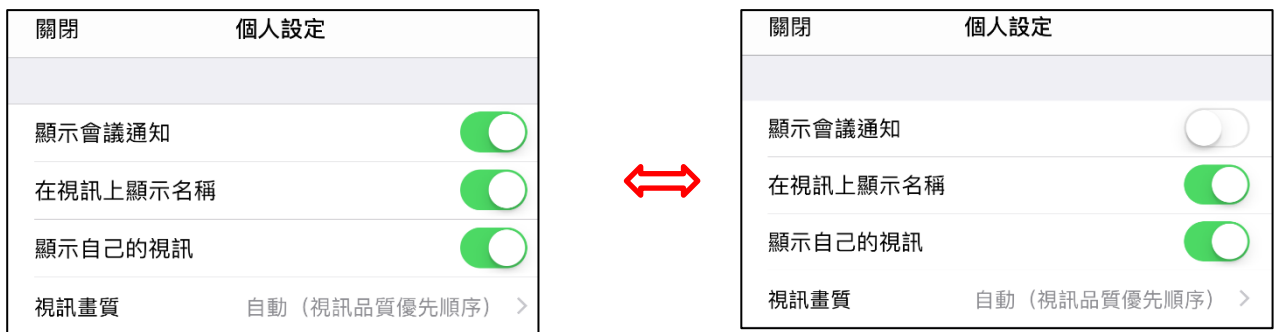 關閉 個人設定
顯示會議通知
在視訊上顯示名稱
顯示自己的視訊
視訊畫質 自動（視訊品質優先順序）
關閉 個人設定
顯示會議通知
在視訊上顯示名稱
顯示自己的視訊
視訊畫質 自動（視訊品質優先順序）